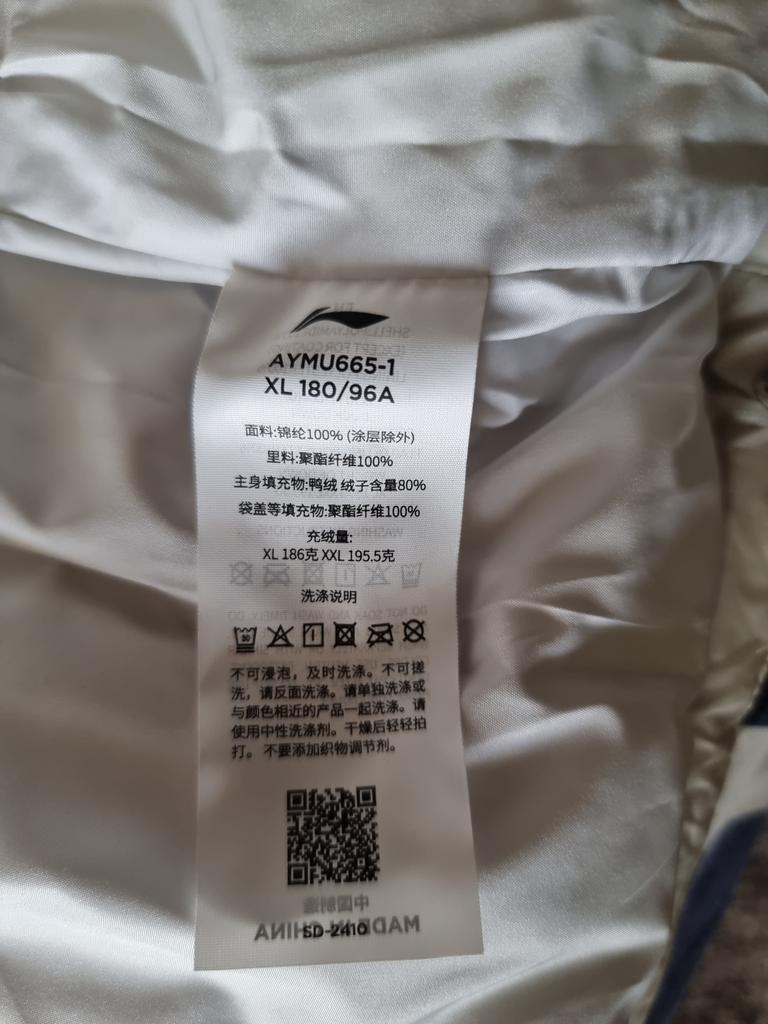 AYMU665-1
XL 180/96A
面料:锦纶100% (涂层除外)
里料:聚酯纤维100%
主身填充物:鸭绒 绒子含量80%
袋盖等填充物:聚酯纤维100%
充绒量:
XL 186克 XXL 195.5克
洗涤说明
30
不可浸泡，及时洗涤。不可搓
洗，请反面洗涤。请单独洗涤或
与颜色相近的产品一起洗涤。请
使用中性洗涤剂。干燥后轻轻拍
打。不要添加织物调节剂。
中国制造
MADE IN CHINA
SD-2410